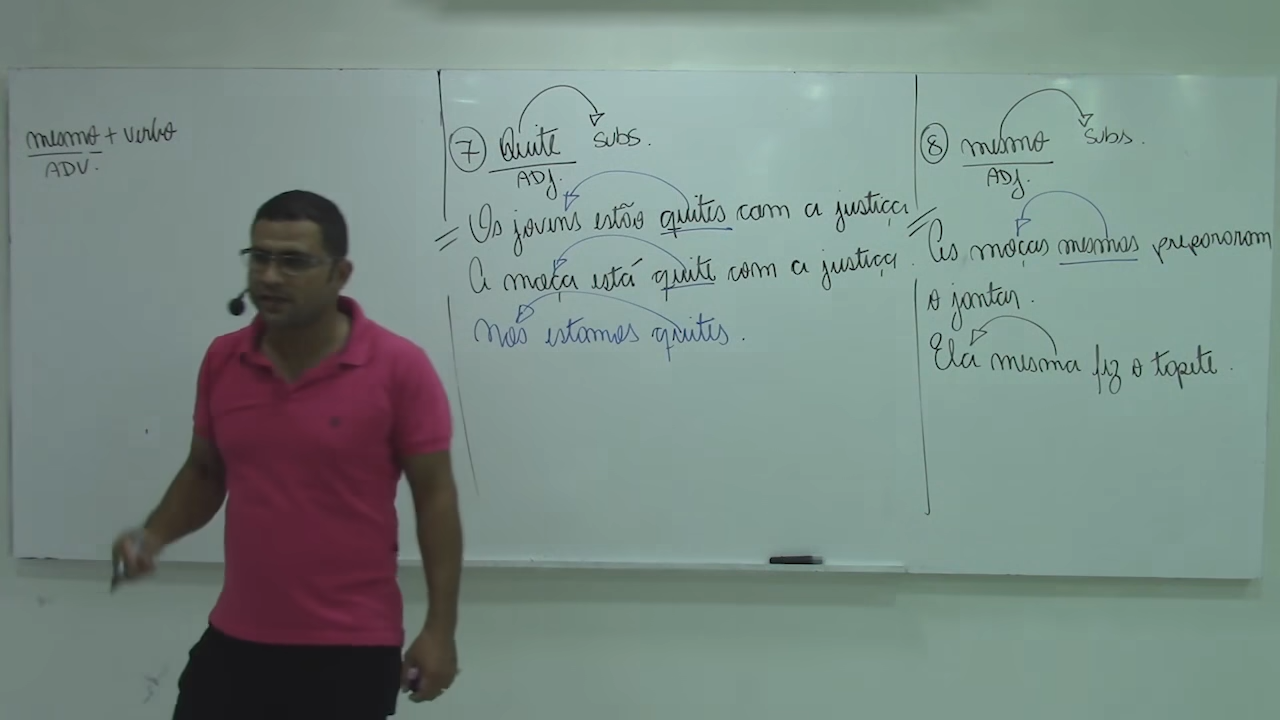 mesmo + verbo
ADV.
7 Quite subs.
ADJ.
Os jovens estão quites com a justiça
A moça está quite com a justiça.
Nós estamos quites.
8 mesmo subs.
ADJ.
As moças mesmas prepararam
o jantar.
Ela mesma fez o tapete.